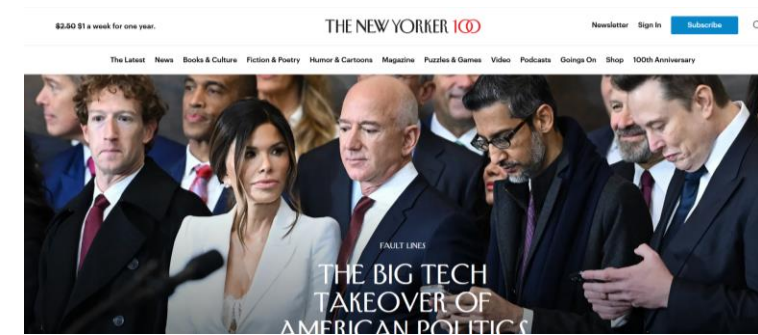 $2.50 $1 a week for one year.
THE NEW YORKER 100
Newsletter Sign In Subscribe
The Latest News Books & Culture Fiction & Poetry Humor & Cartoons Magazine Puzzles & Games Video Podcasts Goings On Shop 100th Anniversary
FAULT LINES
THE BIG TECH
TAKEOVER OF
AMERICAN POLITICS